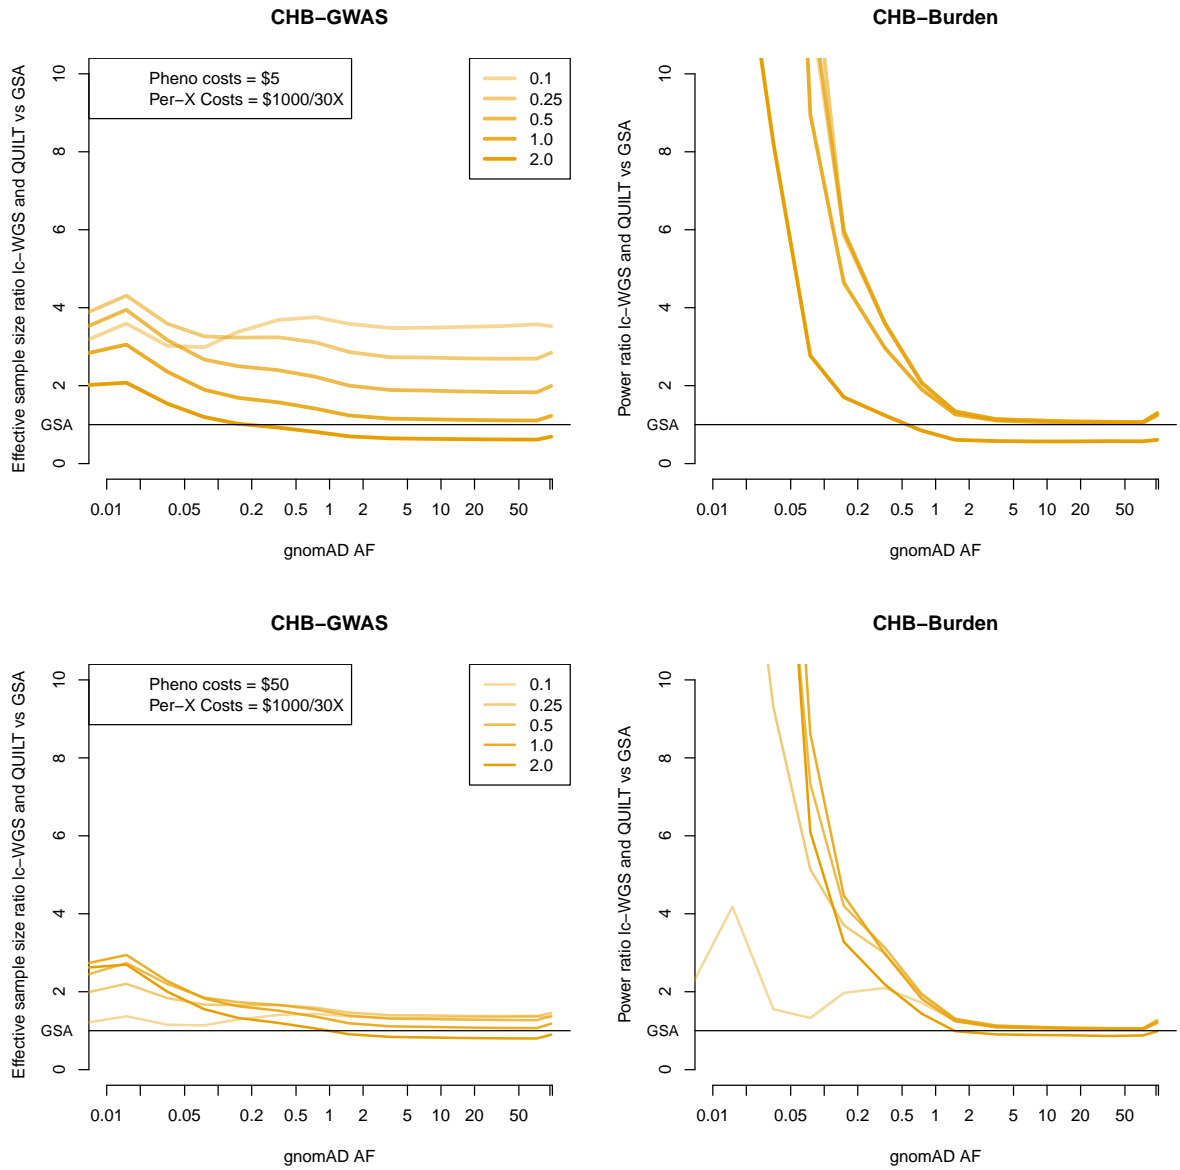 CHB−GWAS
Effective sample size ratio lc−WGS and QUILT vs GSA
10
8
6
4
2
GSA
0
Pheno costs = $5
Per−X Costs = $1000/30X
0.1
0.25
0.5
1.0
2.0
0.01 0.05 0.2 0.5 1 2 5 10 20 50
gnomAD AF
CHB−Burden
Power ratio lc−WGS and QUILT vs GSA
10
8
6
4
2
GSA
0
0.01 0.05 0.2 0.5 1 2 5 10 20 50
gnomAD AF
CHB−GWAS
Effective sample size ratio lc−WGS and QUILT vs GSA
10
8
6
4
2
GSA
0
Pheno costs = $50
Per−X Costs = $1000/30X
0.1
0.25
0.5
1.0
2.0
0.01 0.05 0.2 0.5 1 2 5 10 20 50
gnomAD AF
CHB−Burden
Power ratio lc−WGS and QUILT vs GSA
10
8
6
4
2
GSA
0
0.01 0.05 0.2 0.5 1 2 5 10 20 50
gnomAD AF